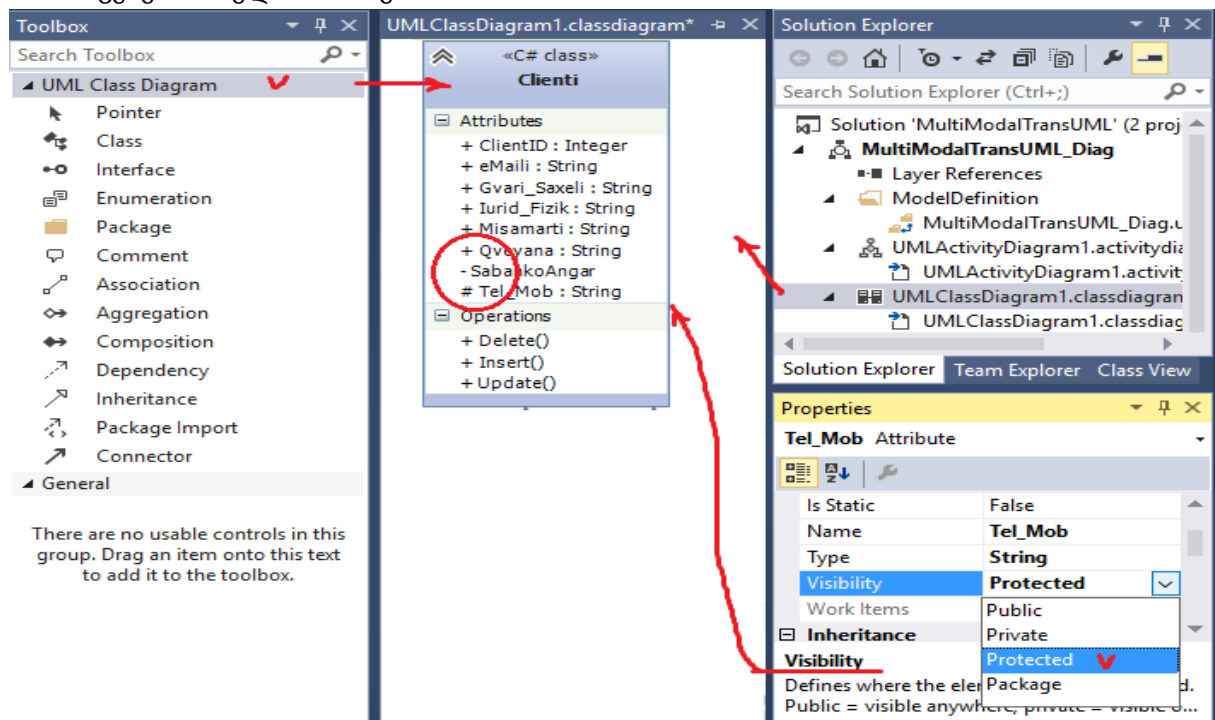 Toolbox
Search Toolbox
UML Class Diagram
Pointer
Class
Interface
Enumeration
Package
Comment
Association
Aggregation
Composition
Dependency
Inheritance
Package Import
Connector
General
There are no usable controls in this
group. Drag an item onto this text
to add it to the toolbox.
UMLClassDiagram1.classdiagram*
«C# class»
Clienti
Attributes
+ ClientID : Integer
+ eMaili : String
+ Gvari_Saxeli : String
+ Iurid_Fizik : String
+ Misamarti : String
+ Qveyana : String
- SabankoAngar
# Tel_Mob : String
Operations
+ Delete()
+ Insert()
+ Update()
Solution Explorer
Search Solution Explorer (Ctrl+;)
Solution 'MultiModalTransUML' (2 proj
MultiModalTransUML_Diag
Layer References
ModelDefinition
MultiModalTransUML_Diag.u
UMLActivityDiagram1.activitydia
UMLActivityDiagram1.activit
UMLClassDiagram1.classdiagran
UMLClassDiagram1.classdiag
Solution Explorer Team Explorer Class View
Properties
Tel_Mob Attribute
Is Static False
Name Tel_Mob
Type String
Visibility Protected
Work Items
Public
Inheritance
Private
Visibility
Protected
Defines where the eler
Package
d.
Public = visible anywhere, private = visible o...